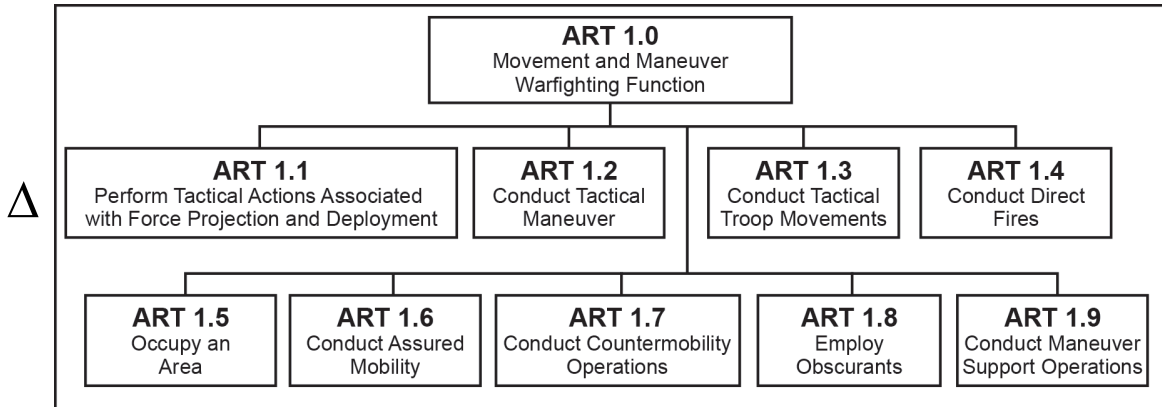 ART 1.0
Movement and Maneuver
Warfighting Function
ART 1.1
Perform Tactical Actions Associated
with Force Projection and Deployment
ART 1.2
Conduct Tactical
Maneuver
ART 1.3
Conduct Tactical
Troop Movements
ART 1.4
Conduct Direct
Fires
Δ
ART 1.5
Occupy an
Area
ART 1.6
Conduct Assured
Mobility
ART 1.7
Conduct Countermobility
Operations
ART 1.8
Employ
Obscurants
ART 1.9
Conduct Maneuver
Support Operations